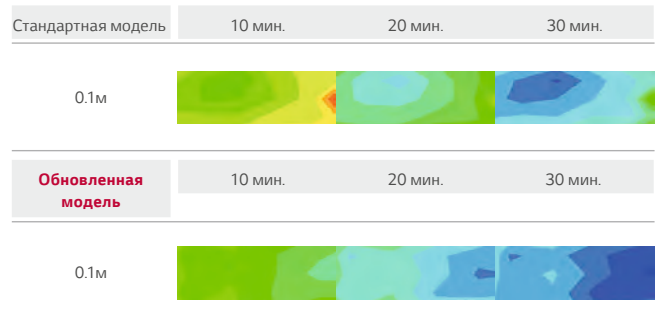 Стандартная модель 10 мин. 20 мин. 30 мин.
0.1м
Обновленная
модель
10 мин. 20 мин. 30 мин.
0.1м